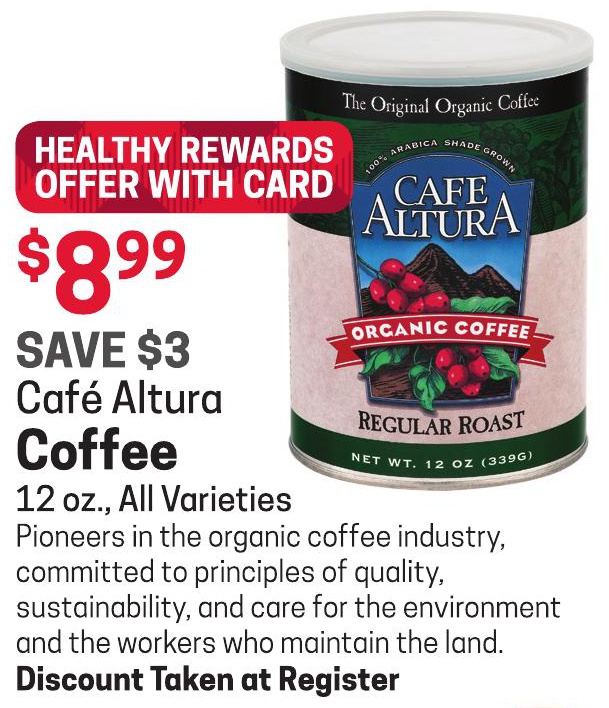 The Original Organic Coffee
100% ARABICA SHADE GROWN
CAFE
ALTURA
ORGANIC COFFEE
REGULAR ROAST
NET WT. 12 OZ (339G)
HEALTHY REWARDS
OFFER WITH CARD
$8.99
SAVE $3
Café Altura
Coffee
12 oz., All Varieties
Pioneers in the organic coffee industry,
committed to principles of quality,
sustainability, and care for the environment
and the workers who maintain the land.
Discount Taken at Register